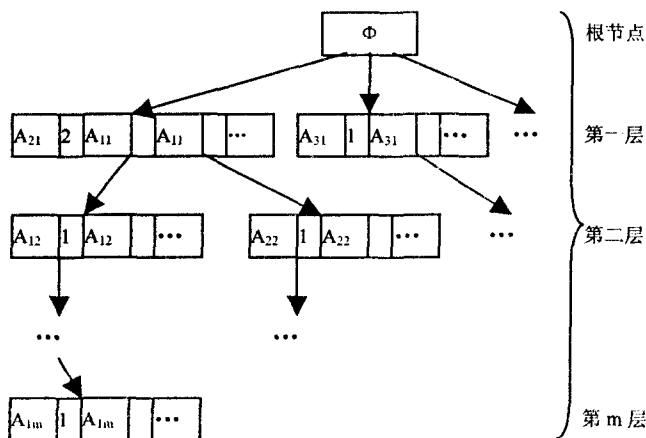 Φ
根节点
A21 2 A11 A11 ...
A31 1 A31 ...
...
第一层
A12 1 A12 ...
A22 1 A22 ...
...
第二层
...
...
A1m 1 A1m ...
第 m 层